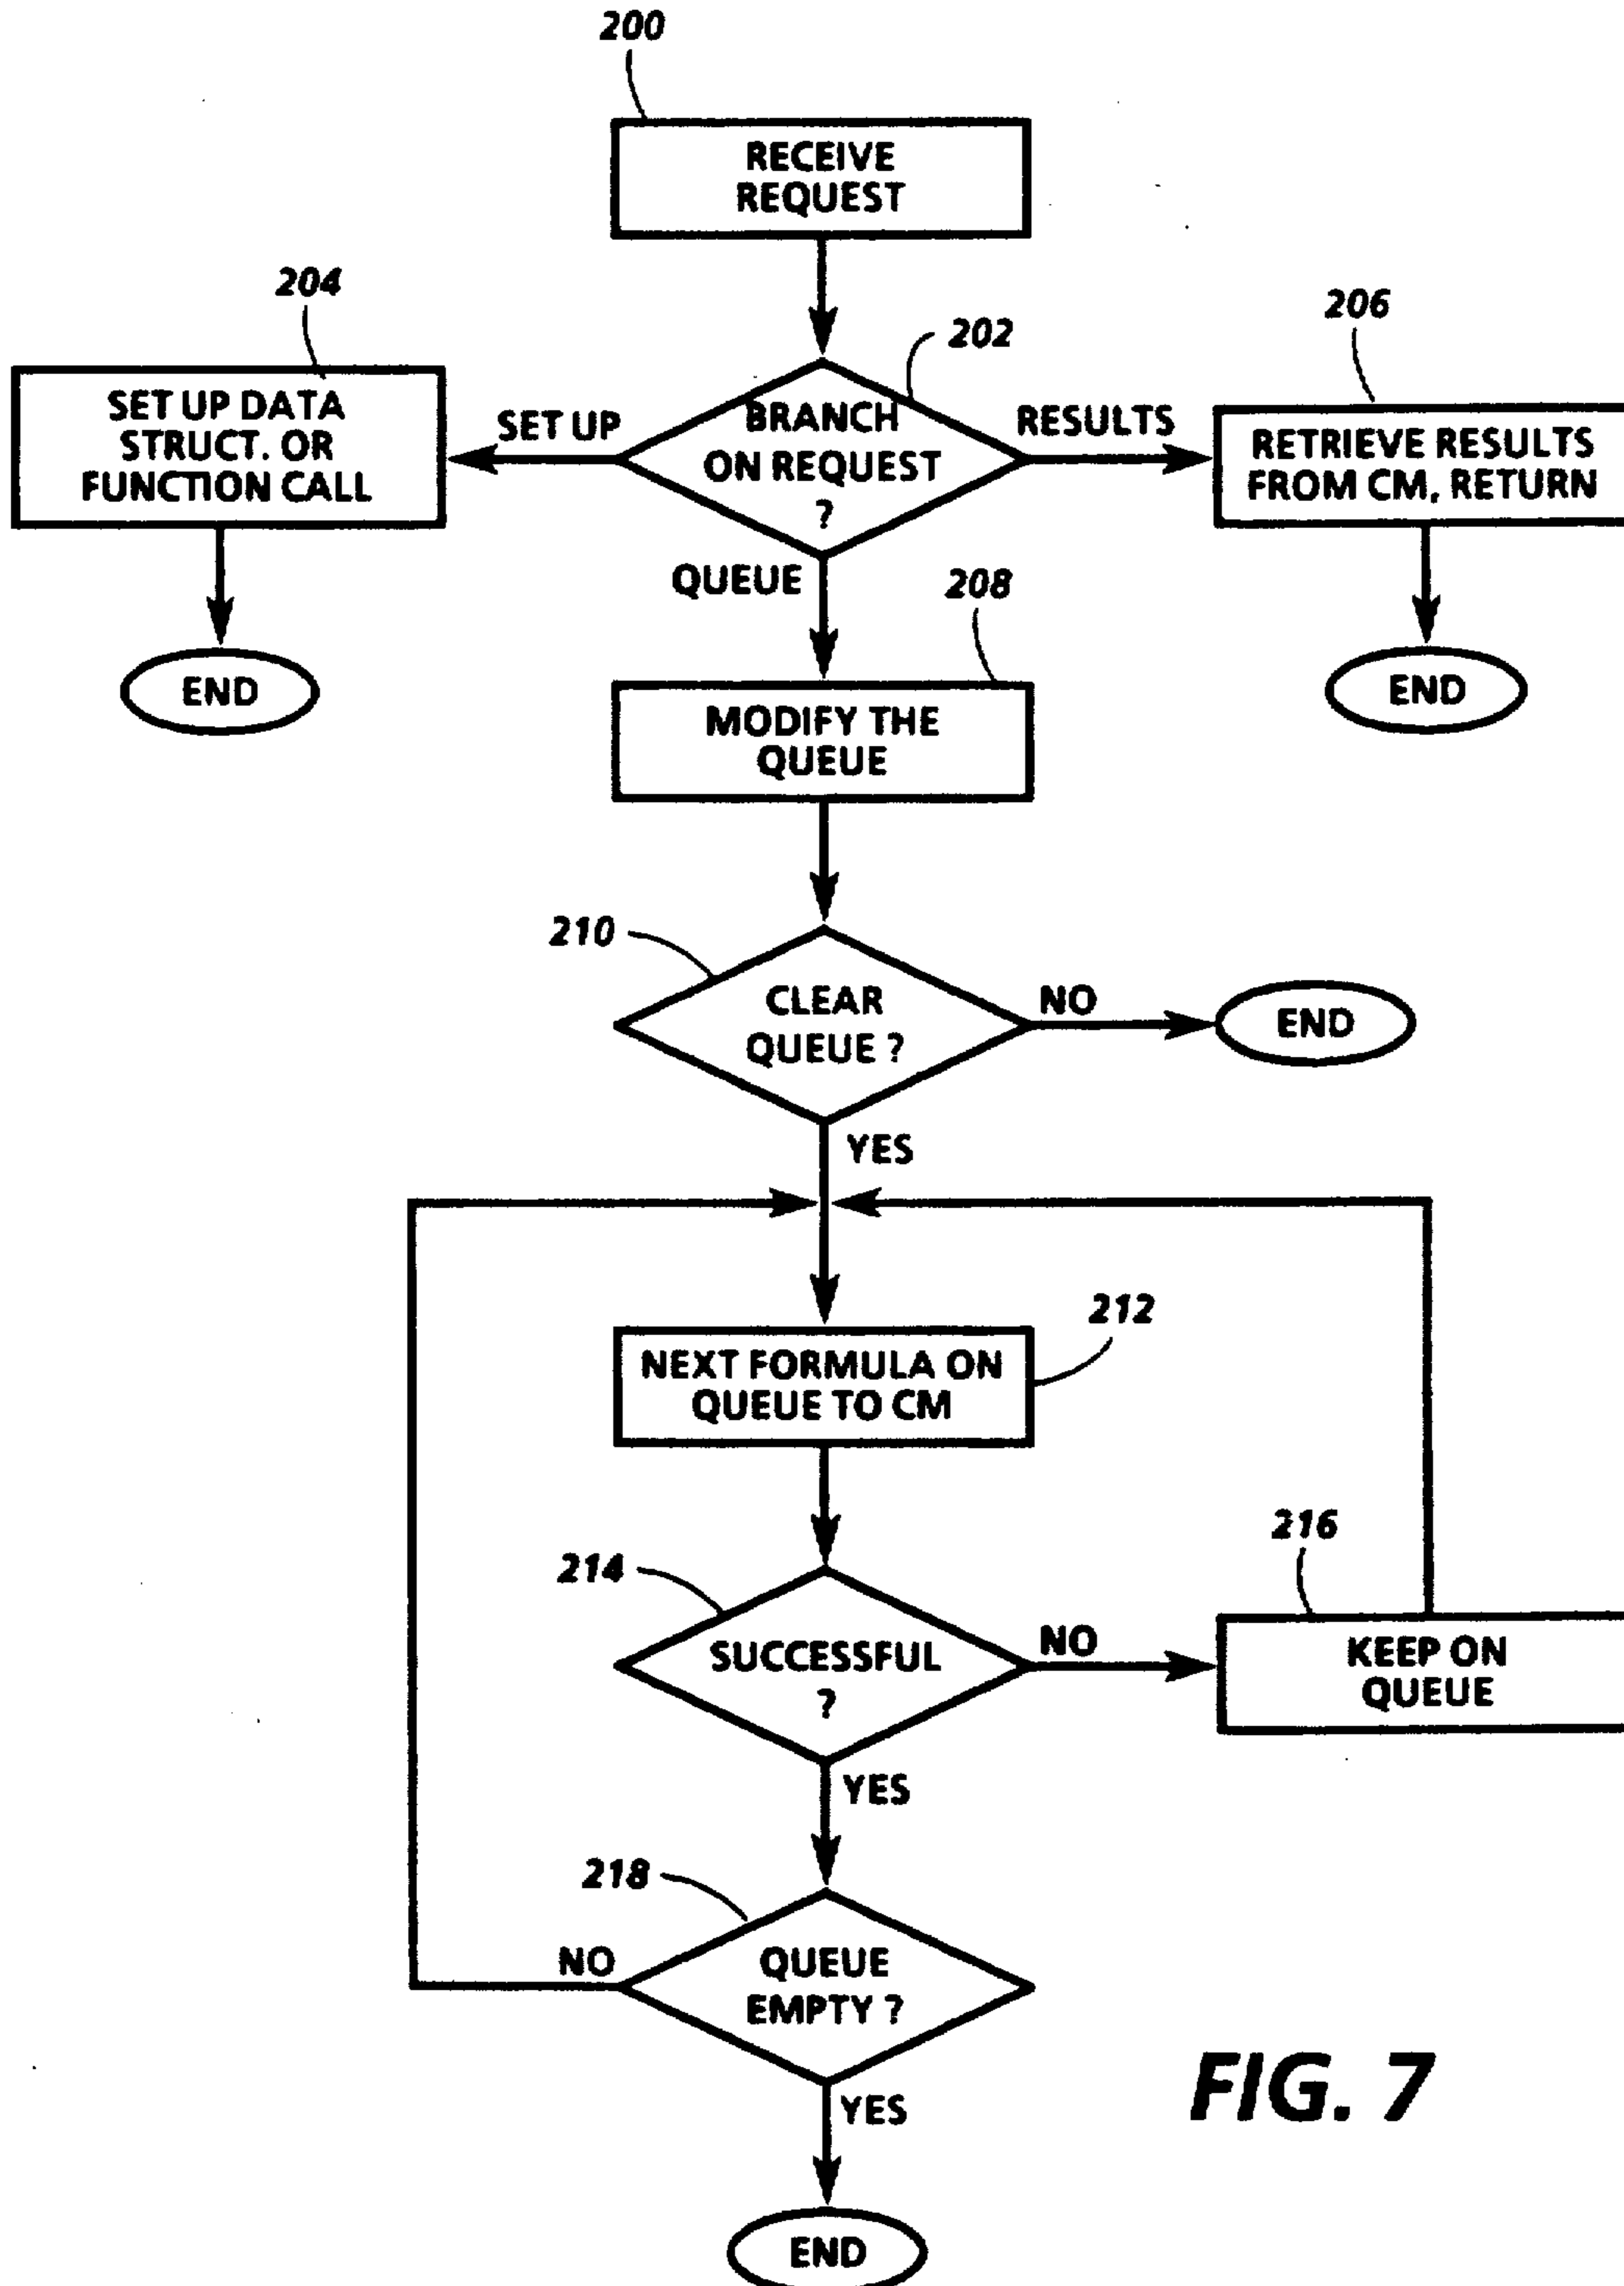 200
RECEIVE
REQUEST
204
202
206
SET UP DATA
STRUCT. OR
FUNCTION CALL
SET UP
BRANCH
ON REQUEST
?
RESULTS
RETRIEVE RESULTS
FROM CM, RETURN
QUEUE
208
END
END
MODIFY THE
QUEUE
210
CLEAR
QUEUE ?
NO
END
YES
212
NEXT FORMULA ON
QUEUE TO CM
214
216
SUCCESSFUL
?
NO
KEEP ON
QUEUE
YES
218
NO
QUEUE
EMPTY ?
YES
FIG. 7
END